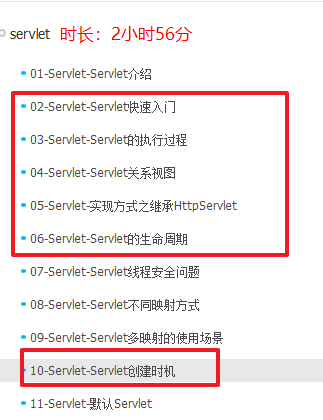 servlet 时长：2小时56分
01-Servlet-Servlet介绍
02-Servlet-Servlet快速入门
03-Servlet-Servlet的执行过程
04-Servlet-Servlet关系视图
05-Servlet-实现方式之继承HttpServlet
06-Servlet-Servlet的生命周期
07-Servlet-Servlet线程安全问题
08-Servlet-Servlet不同映射方式
09-Servlet-Servlet多映射的使用场景
10-Servlet-Servlet创建时机
11-Servlet-默认Servlet